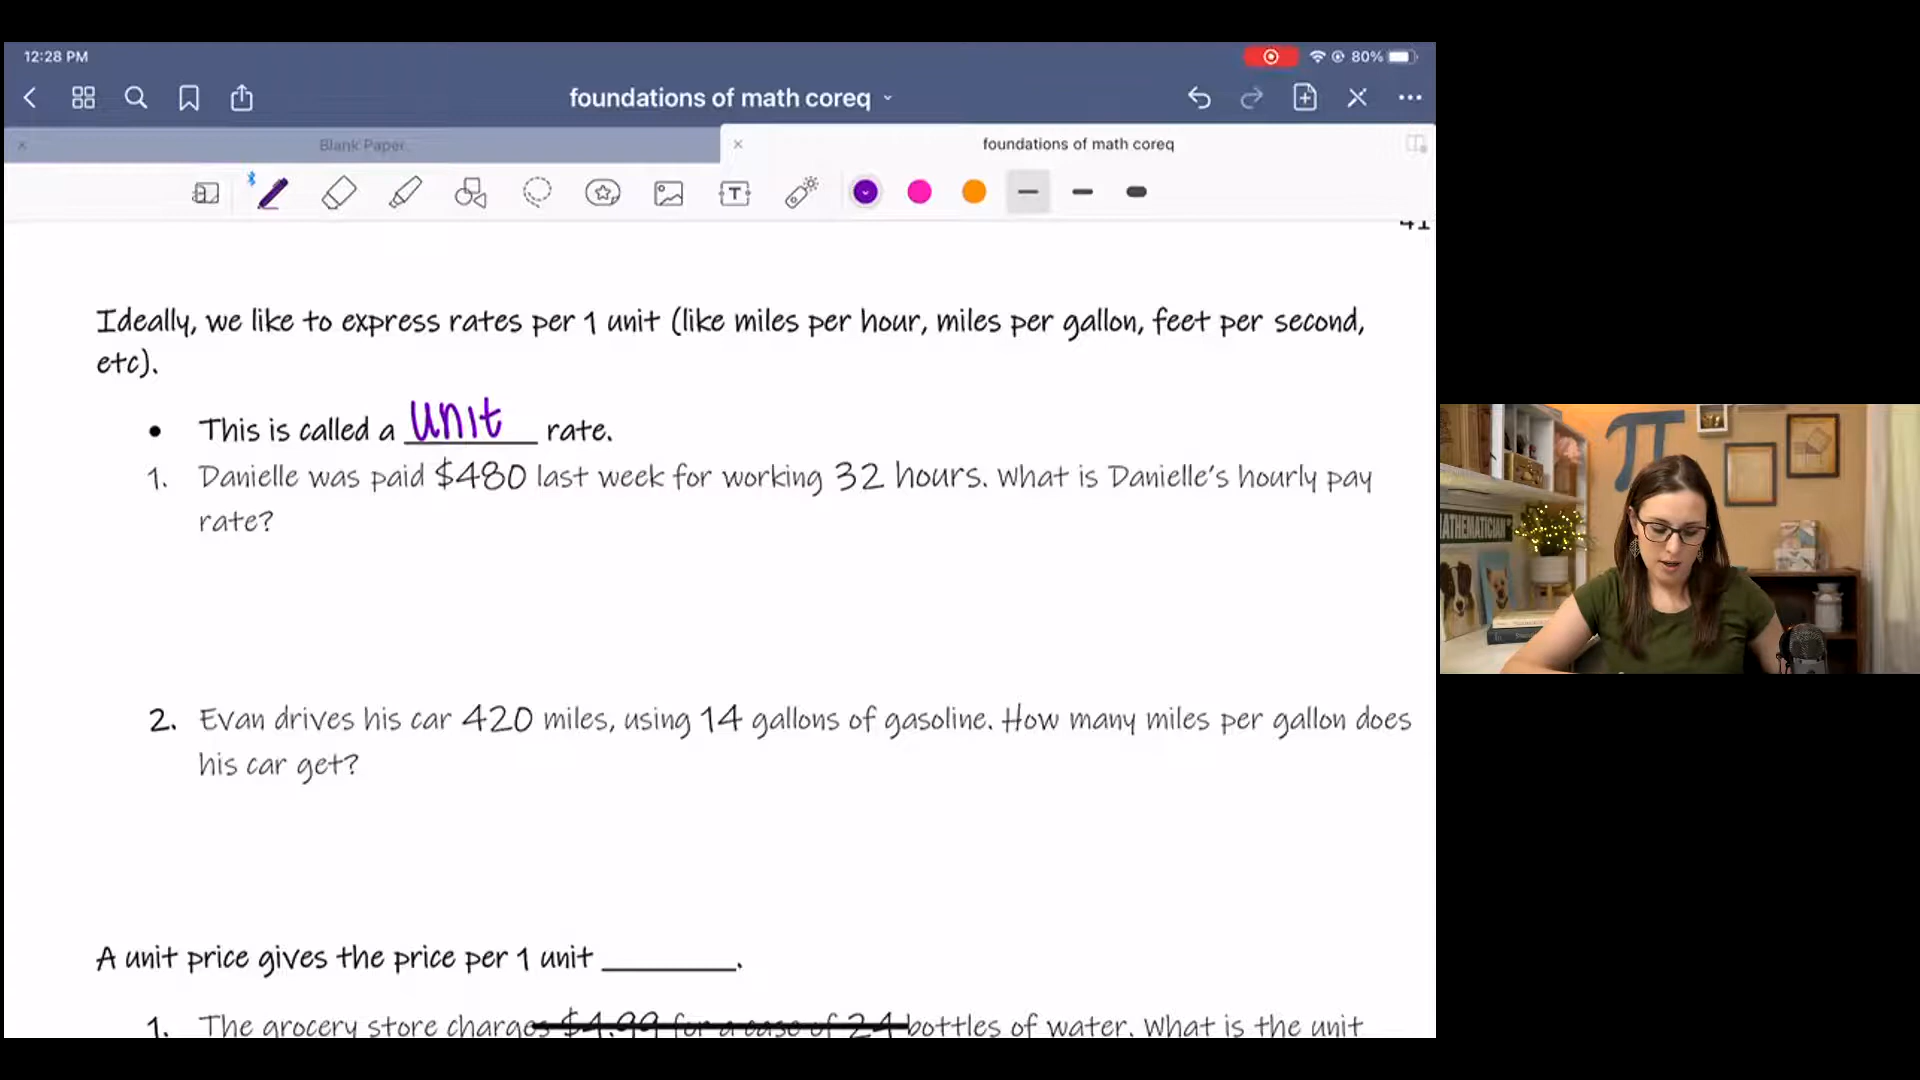 12:28 PM
80%
foundations of math coreq
Blank Paper
foundations of math coreq
T
41
Ideally, we like to express rates per 1 unit (like miles per hour, miles per gallon, feet per second,
etc).
• This is called a unit rate.
1. Danielle was paid $480 last week for working 32 hours. What is Danielle's hourly pay
rate?
2. Evan drives his car 420 miles, using 14 gallons of gasoline. How many miles per gallon does
his car get?
A unit price gives the price per 1 unit ________.
1. The grocery store charges $4.99 for a case of 24 bottles of water. What is the unit
MATHEMATICIAN